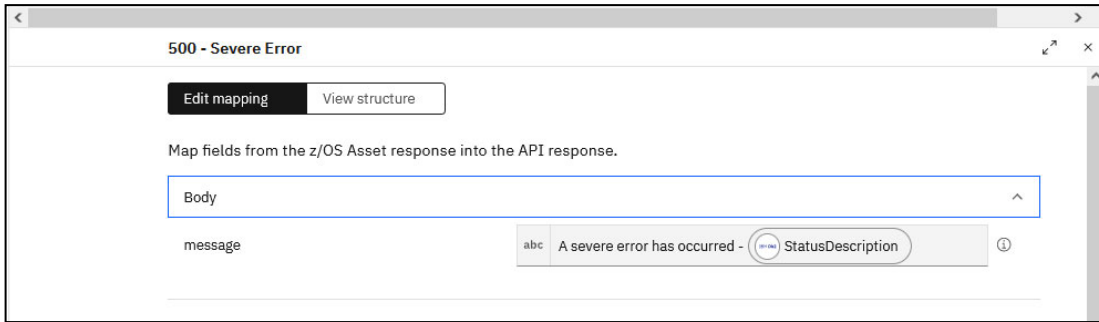 500 - Severe Error
Edit mapping
View structure
Map fields from the z/OS Asset response into the API response.
Body
message
abc A severe error has occurred - StatusDescription